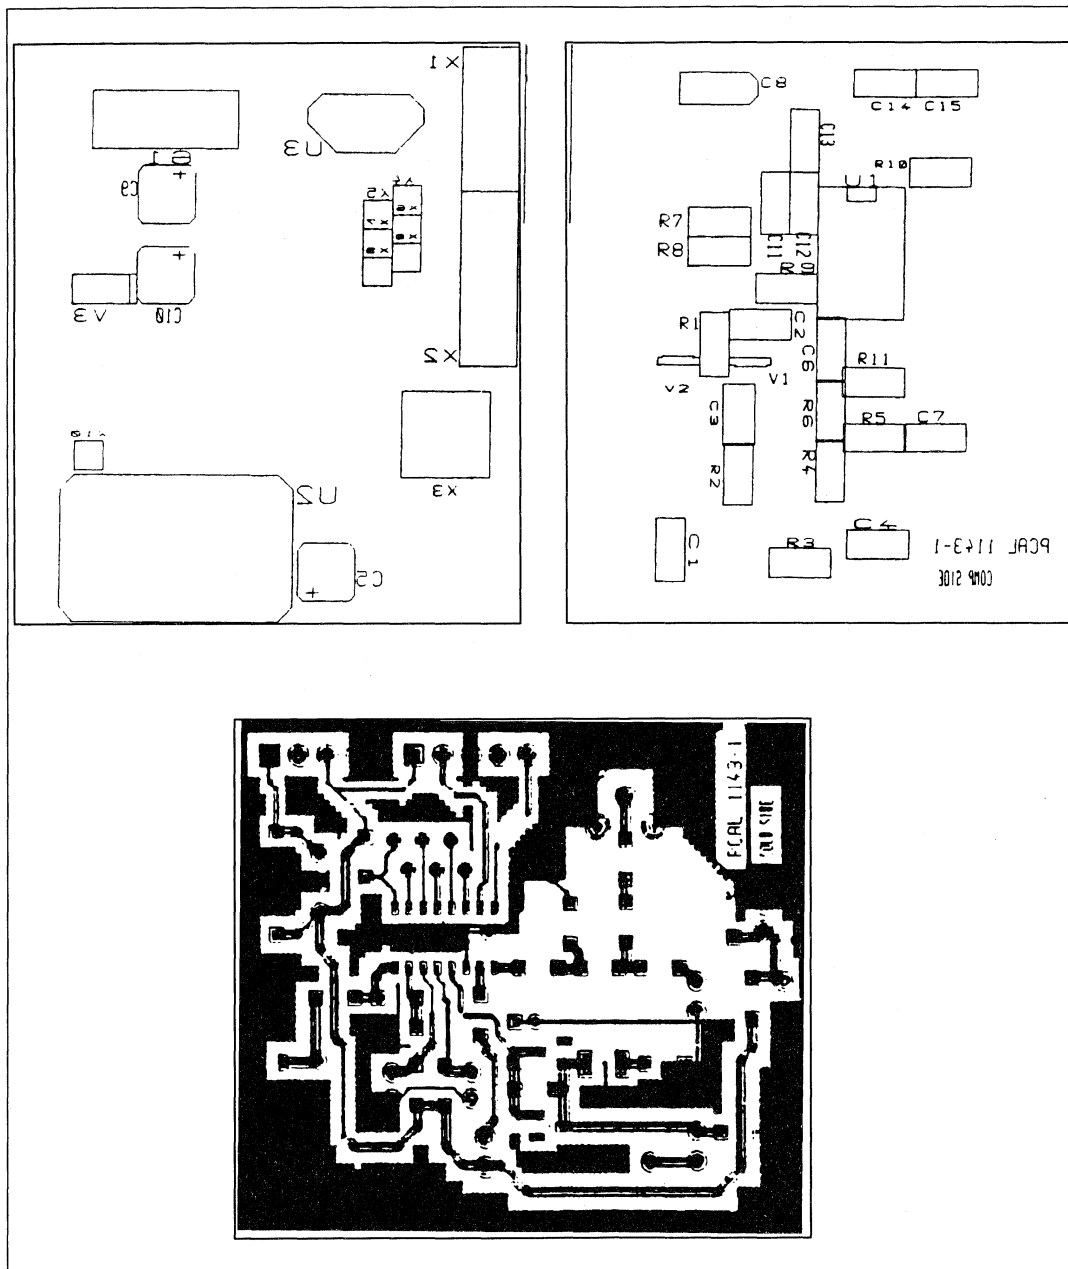 X1
U3
C9
X5
X4
X2
V3
C10
X3
U2
C5
C8
C14 C15
C13
R10
U1
R7
R8
C11
C12
R1
C2
C6
R11
V2
V1
C3
R6
R5
C7
R2
R4
C1
R3
C4
PCAL 1143-1
COMP SIDE
PCAL 1143-1
SOLD SIDE